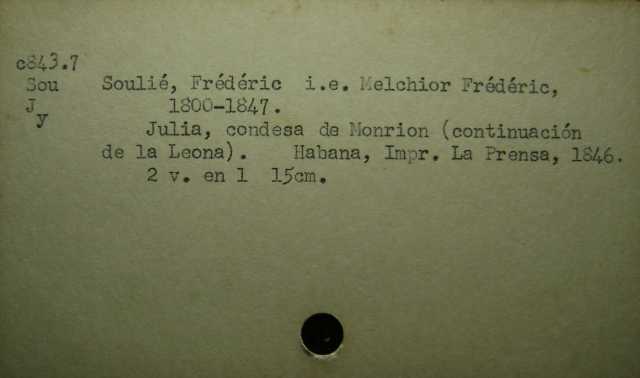 c843.7
Sou Soulié, Frédéric i.e. Melchior Frédéric,
J 1800-1847.
y
Julia, condesa de Monrion (continuación
de la Leona). Habana, Impr. La Prensa, 1846.
2 v. en 1 15cm.